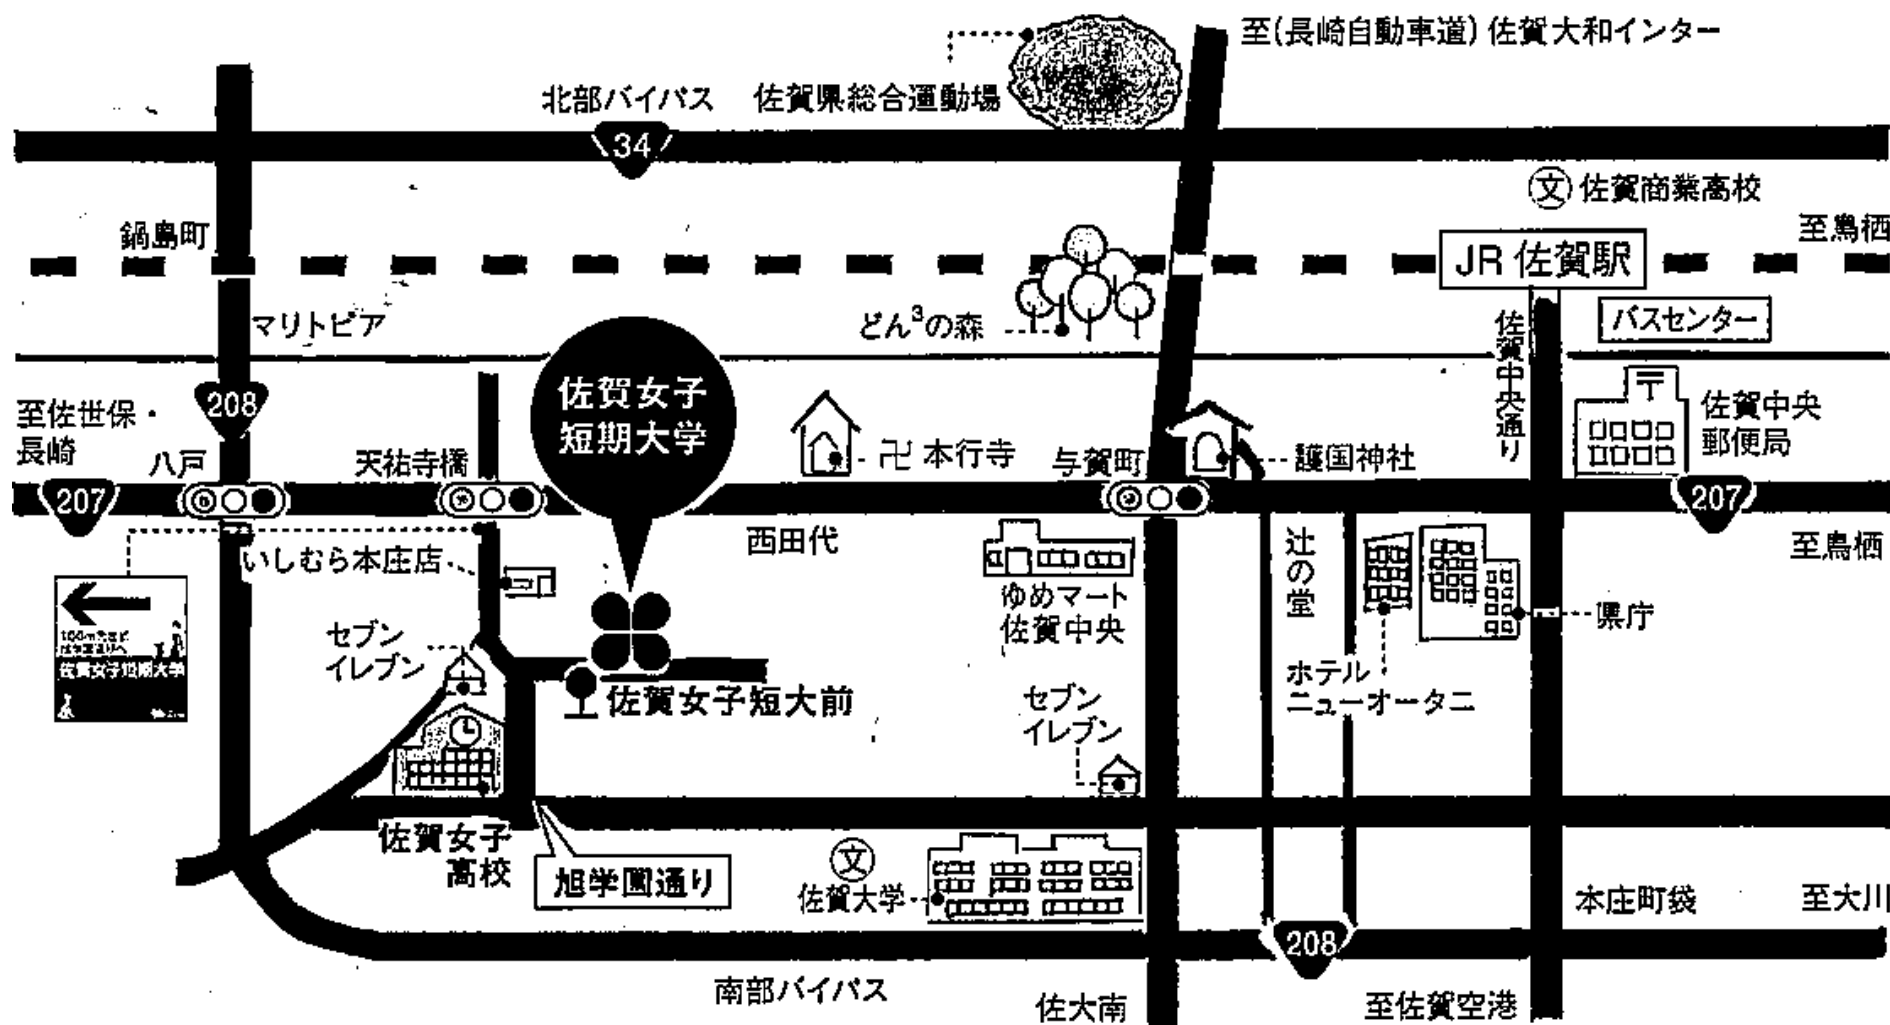 至(長崎自動車道) 佐賀大和インター
北部バイパス
佐賀県総合運動場
34
文 佐賀商業高校
鍋島町
至鳥栖
JR 佐賀駅
マリトピア
どん³の森
佐賀中央通り
バスセンター
佐賀女子
短期大学
208
至佐世保・
長崎
八戸
天祐寺橋
卍 本行寺
与賀町
護国神社
〒
佐賀中央
郵便局
207
207
西田代
辻の堂
至鳥栖
いしむら本庄店
ゆめマート
佐賀中央
県庁
佐賀女子短期大学
セブン
イレブン
佐賀女子短大前
ホテル
ニューオータニ
セブン
イレブン
佐賀女子
高校
旭学園通り
文
佐賀大学
本庄町袋
至大川
208
南部バイパス
佐大南
至佐賀空港